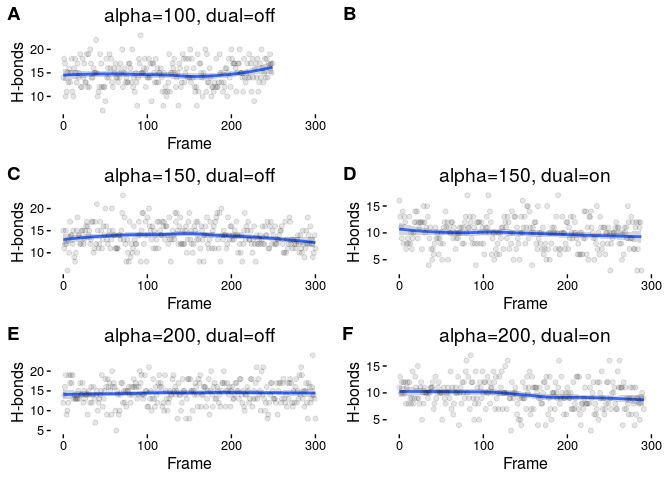 A alpha=100, dual=off B
H-bonds
20
15
10
0 100 200 300
Frame
C alpha=150, dual=off
H-bonds
20
15
10
0 100 200 300
Frame
D alpha=150, dual=on
H-bonds
15
10
5
0 100 200 300
Frame
E alpha=200, dual=off
H-bonds
20
15
10
5
0 100 200 300
Frame
F alpha=200, dual=on
H-bonds
15
10
5
0 100 200 300
Frame